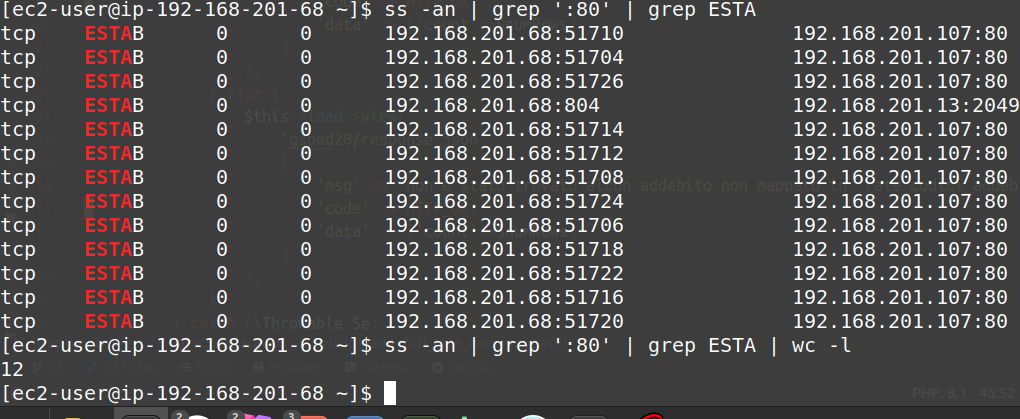 [ec2-user@ip-192-168-201-68 ~]$ ss -an | grep ':80' | grep ESTA
tcp ESTAB 0 0 192.168.201.68:51710 192.168.201.107:80
tcp ESTAB 0 0 192.168.201.68:51704 192.168.201.107:80
tcp ESTAB 0 0 192.168.201.68:51726 192.168.201.107:80
tcp ESTAB 0 0 192.168.201.68:804 192.168.201.13:2049
tcp ESTAB 0 0 192.168.201.68:51714 192.168.201.107:80
tcp ESTAB 0 0 192.168.201.68:51712 192.168.201.107:80
tcp ESTAB 0 0 192.168.201.68:51708 192.168.201.107:80
tcp ESTAB 0 0 192.168.201.68:51724 192.168.201.107:80
tcp ESTAB 0 0 192.168.201.68:51706 192.168.201.107:80
tcp ESTAB 0 0 192.168.201.68:51718 192.168.201.107:80
tcp ESTAB 0 0 192.168.201.68:51722 192.168.201.107:80
tcp ESTAB 0 0 192.168.201.68:51716 192.168.201.107:80
tcp ESTAB 0 0 192.168.201.68:51720 192.168.201.107:80
[ec2-user@ip-192-168-201-68 ~]$ ss -an | grep ':80' | grep ESTA | wc -l
12
[ec2-user@ip-192-168-201-68 ~]$
PHP: 8.1 46:52
2 2 3